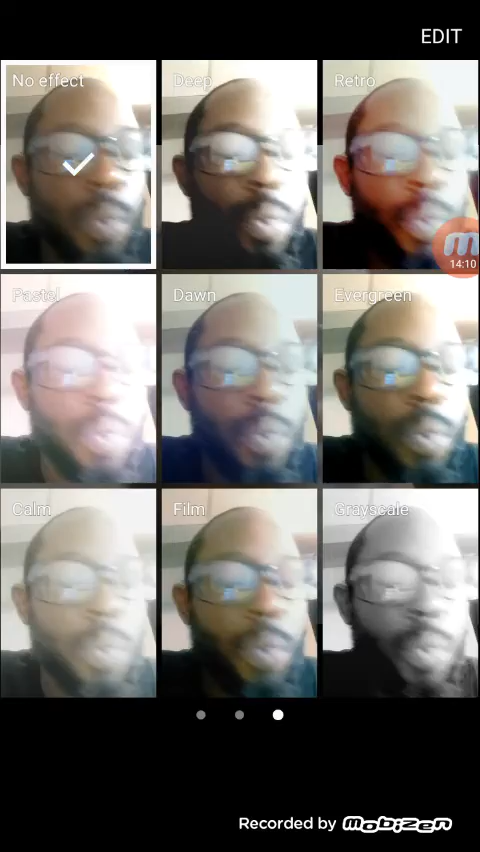 EDIT
No effect
Deep
Retro
14:10
Pastel
Dawn
Evergreen
Calm
Film
Grayscale
Recorded by mobizen